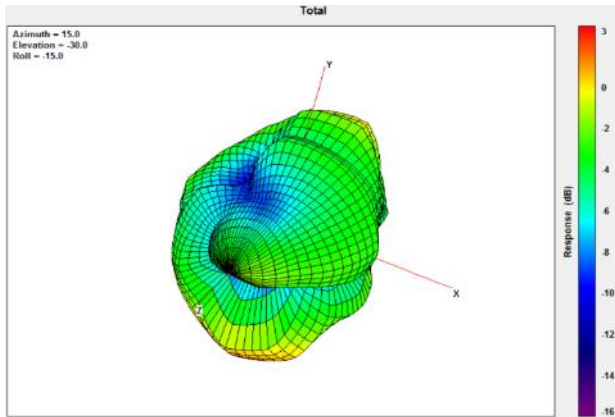 Total
Azimuth = 15.0
Elevation = -30.0
Roll = -15.0
Y
X
Z
3
0
-2
-4
-6
-8
-10
-12
-14
-16
Response (dB)